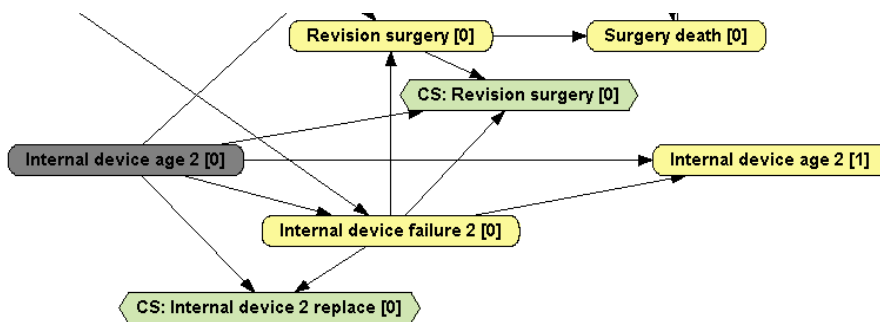 Revision surgery [0]
Surgery death [0]
CS: Revision surgery [0]
Internal device age 2 [0]
Internal device age 2 [1]
Internal device failure 2 [0]
CS: Internal device 2 replace [0]